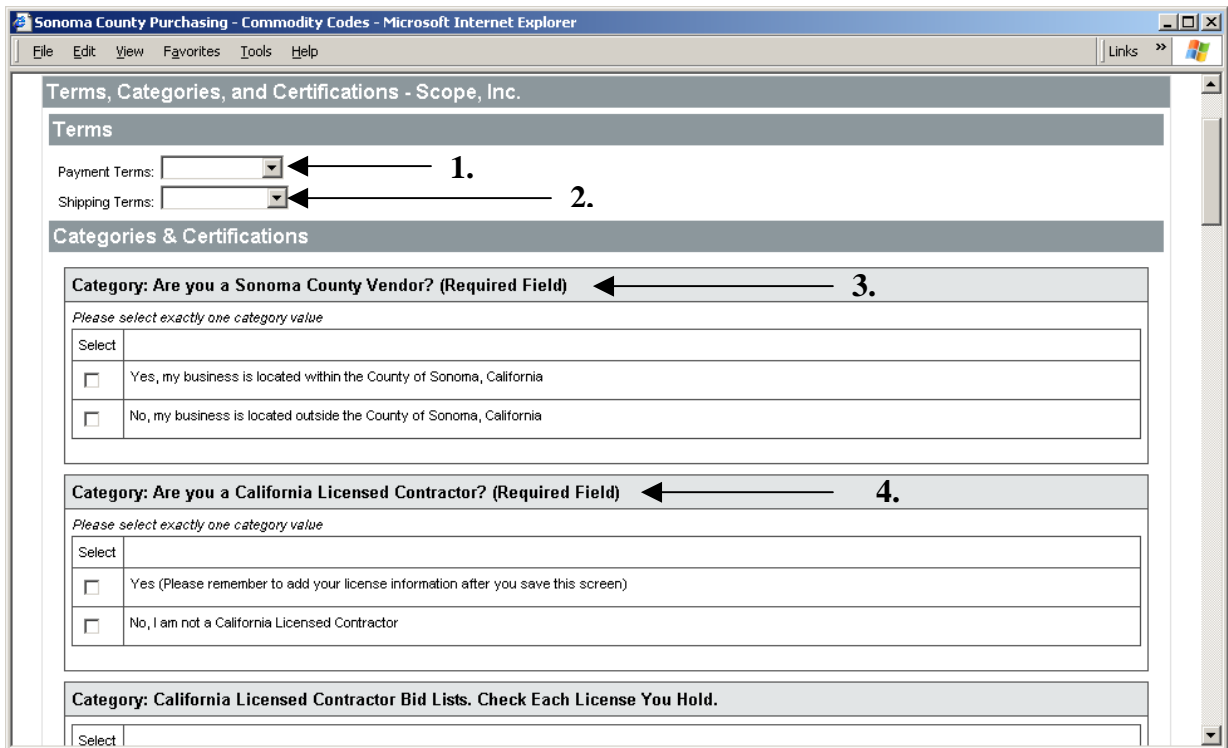 Sonoma County Purchasing - Commodity Codes - Microsoft Internet Explorer
File Edit View Favorites Tools Help Links »
Terms, Categories, and Certifications - Scope, Inc.
Terms
Payment Terms: 1.
Shipping Terms: 2.
Categories & Certifications
Category: Are you a Sonoma County Vendor? (Required Field) 3.
Please select exactly one category value
Select
Yes, my business is located within the County of Sonoma, California
No, my business is located outside the County of Sonoma, California
Category: Are you a California Licensed Contractor? (Required Field) 4.
Please select exactly one category value
Select
Yes (Please remember to add your license information after you save this screen)
No, I am not a California Licensed Contractor
Category: California Licensed Contractor Bid Lists. Check Each License You Hold.
Select